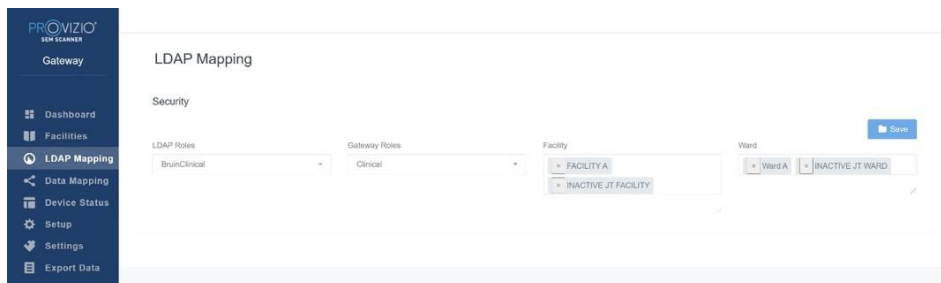 PROVIZIO
SEM SCANNER
Gateway
Dashboard
Facilities
LDAP Mapping
Data Mapping
Device Status
Setup
Settings
Export Data
LDAP Mapping
Security
Save
LDAP Roles
BruinClinical
Gateway Roles
Clinical
Facility
× FACILITY A
× INACTIVE JT FACILITY
Ward
× Ward A × INACTIVE JT WARD